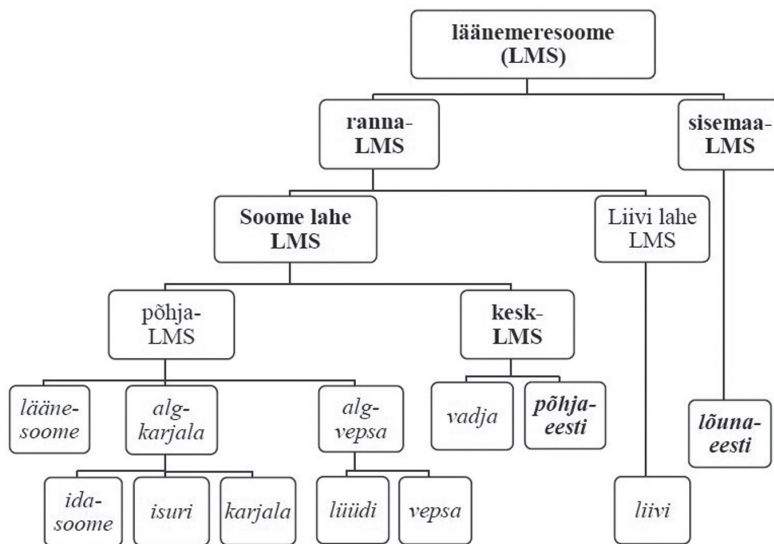 läänemeresoome
(LMS)
ranna-
LMS
sisemaa-
LMS
Soome lahe
LMS
Liivi lahe
LMS
põhja-
LMS
kesk-
LMS
lääne-
soome
alg-
karjala
alg-
vepsa
vadja
põhja-
eesti
lõuna-
eesti
ida-
soome
isuri
karjala
lüüdi
vepsa
liivi